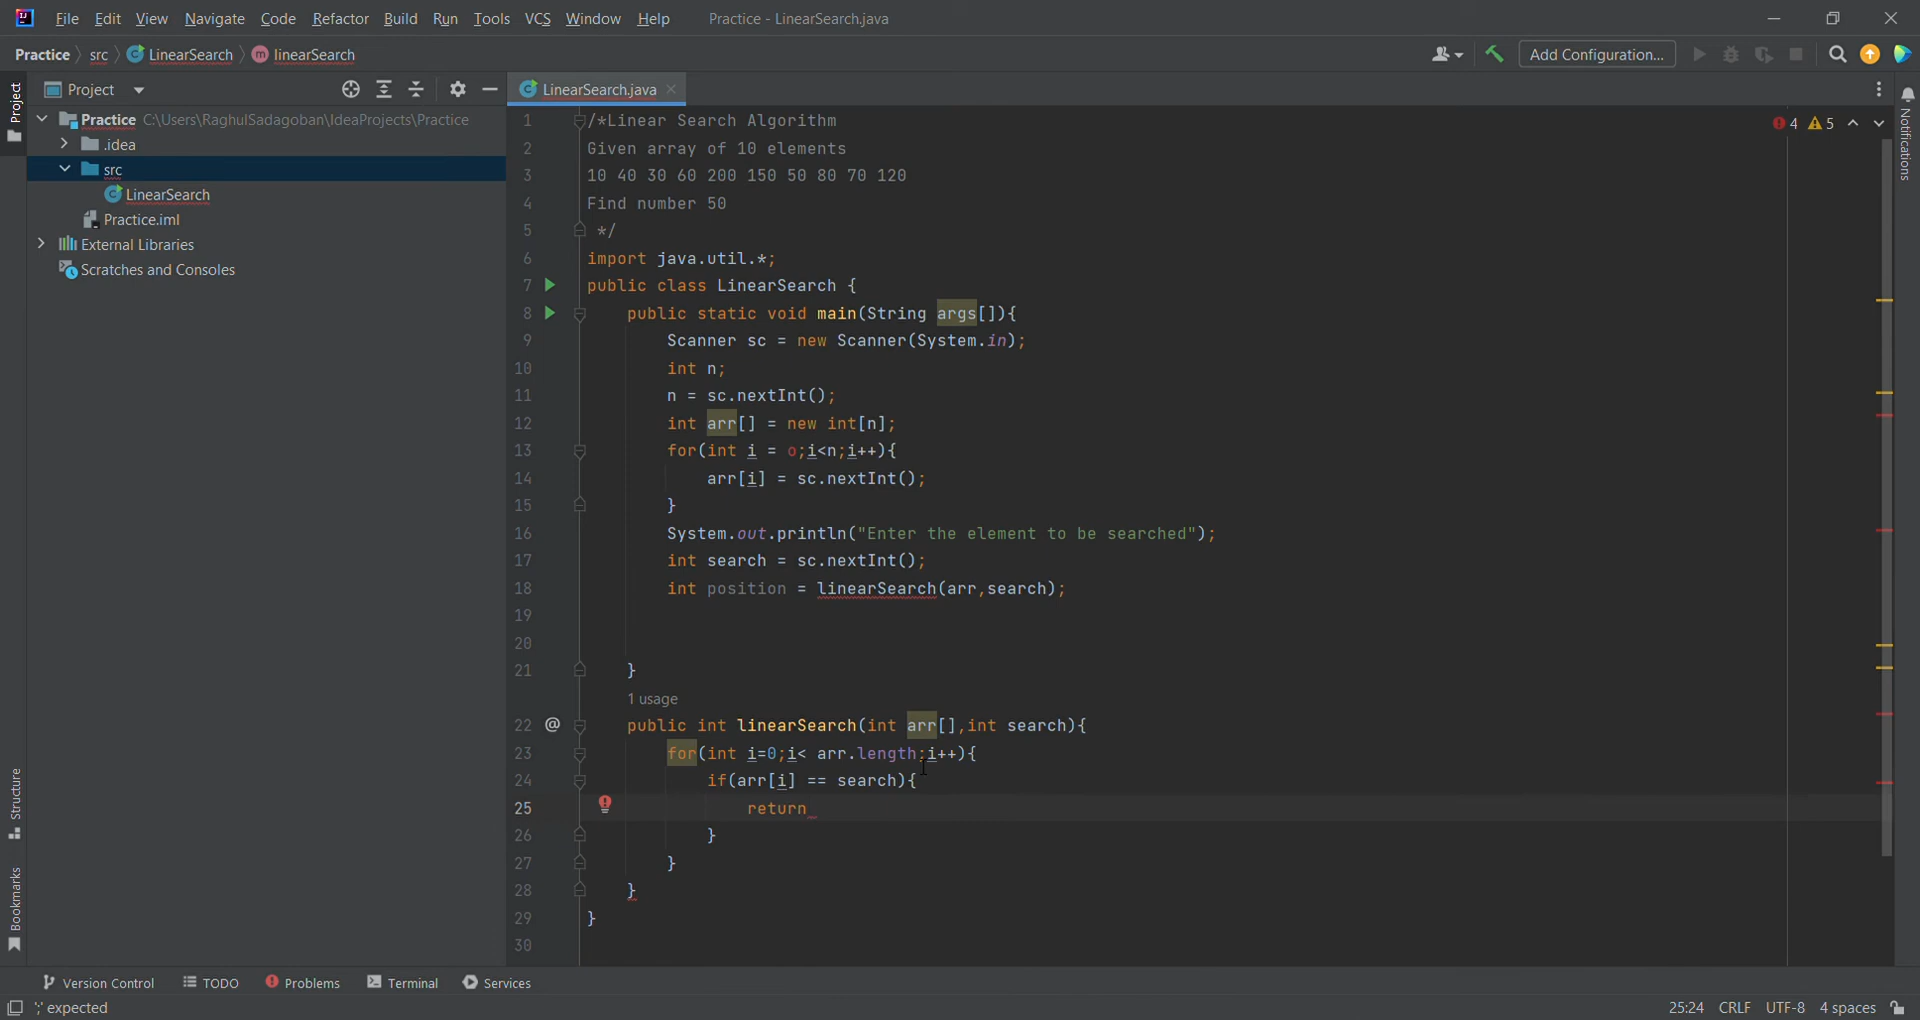 File Edit View Navigate Code Refactor Build Run Tools VCS Window Help Practice - LinearSearch.java
Practice src LinearSearch linearSearch Add Configuration...
Project
Project
LinearSearch.java
Notifications
Practice C:\Users\RaghulSadagoban\IdeaProjects\Practice
.idea
src
LinearSearch
Practice.iml
External Libraries
Scratches and Consoles
4 5
1 /*Linear Search Algorithm
2 Given array of 10 elements
3 10 40 30 60 200 150 50 80 70 120
4 Find number 50
5 */
6 import java.util.*;
7 public class LinearSearch {
8 public static void main(String args[]){
9 Scanner sc = new Scanner(System.in);
10 int n;
11 n = sc.nextInt();
12 int arr[] = new int[n];
13 for(int i = o;i<n;i++){
14 arr[i] = sc.nextInt();
15 }
16 System.out.println("Enter the element to be searched");
17 int search = sc.nextInt();
18 int position = linearSearch(arr,search);
19
20
21 }
1 usage
22 @ public int linearSearch(int arr[],int search){
23 for(int i=0;i< arr.length;i++){
24 if(arr[i] == search){
25 return
26 }
27 }
28 }
29 }
30
Structure
Bookmarks
Version Control TODO Problems Terminal Services
';' expected 25:24 CRLF UTF-8 4 spaces